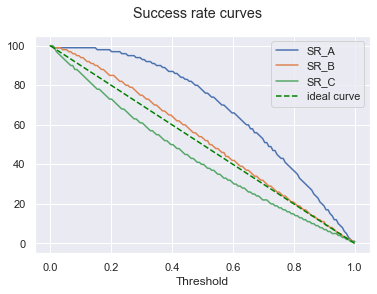 Success rate curves
100
80
60
40
20
0
SR_A
SR_B
SR_C
ideal curve
0.0 0.2 0.4 0.6 0.8 1.0
Threshold